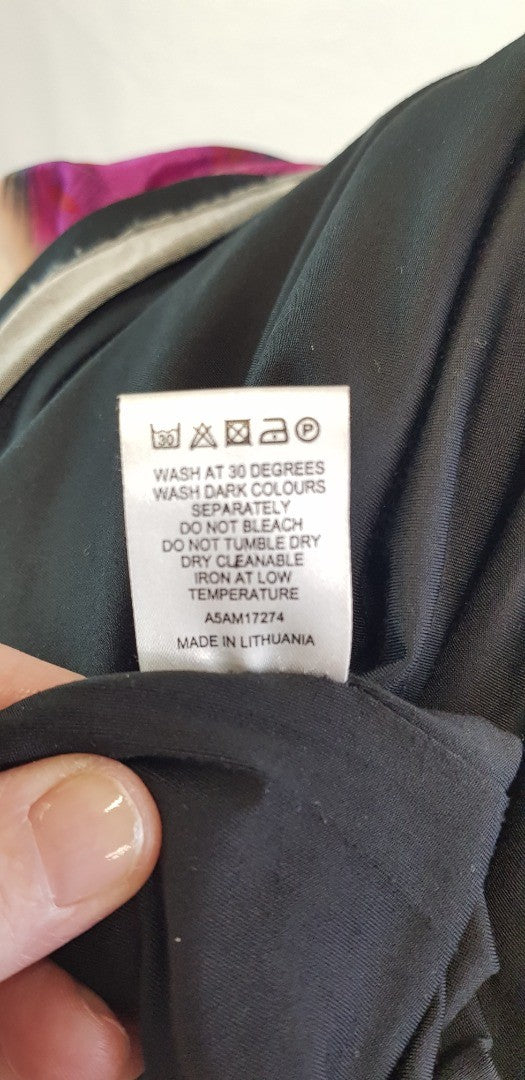 30 P
WASH AT 30 DEGREES
WASH DARK COLOURS
SEPARATELY
DO NOT BLEACH
DO NOT TUMBLE DRY
DRY CLEANABLE
IRON AT LOW
TEMPERATURE
A5AM17274
MADE IN LITHUANIA